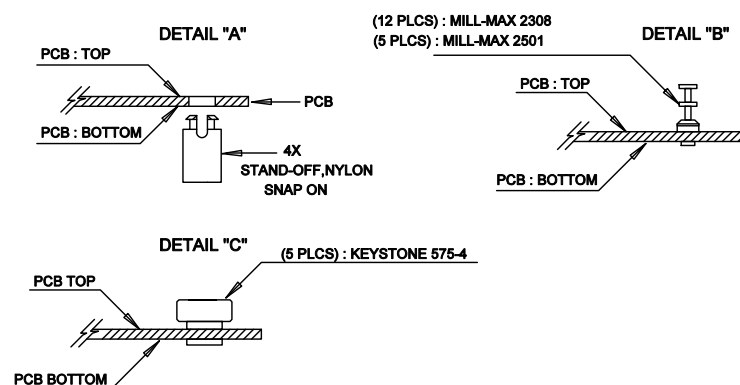 DETAIL "A"
PCB : TOP
PCB
PCB : BOTTOM
4X
STAND-OFF,NYLON
SNAP ON
(12 PLCS) : MILL-MAX 2308
(5 PLCS) : MILL-MAX 2501
DETAIL "B"
PCB : TOP
PCB : BOTTOM
DETAIL "C"
(5 PLCS) : KEYSTONE 575-4
PCB TOP
PCB BOTTOM